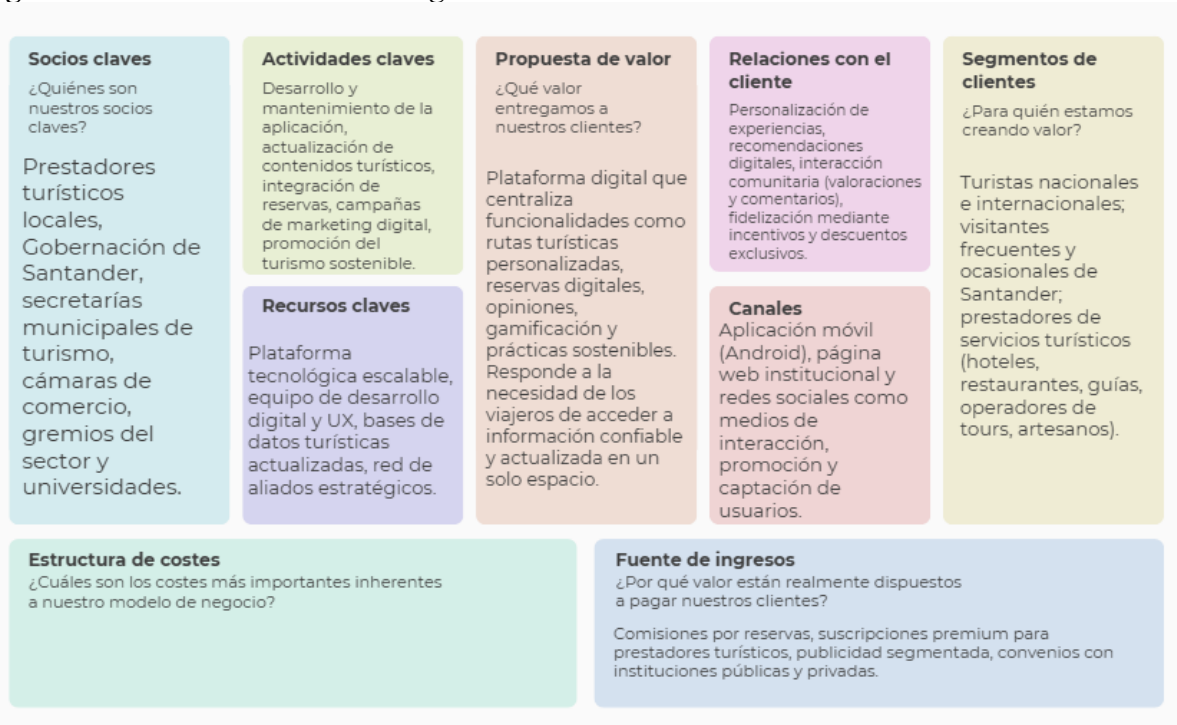 Socios claves
¿Quiénes son
nuestros socios
claves?
Prestadores
turísticos
locales,
Gobernación de
Santander,
secretarías
municipales de
turismo,
cámaras de
comercio,
gremios del
sector y
universidades.
Actividades claves
Desarrollo y
mantenimiento de la
aplicación,
actualización de
contenidos turísticos,
integración de
reservas, campañas
de marketing digital,
promoción del
turismo sostenible.
Recursos claves
Plataforma
tecnológica escalable,
equipo de desarrollo
digital y UX, bases de
datos turísticas
actualizadas, red de
aliados estratégicos.
Propuesta de valor
¿Qué valor
entregamos a
nuestros clientes?
Plataforma digital que
centraliza
funcionalidades como
rutas turísticas
personalizadas,
reservas digitales,
opiniones,
gamificación y
prácticas sostenibles.
Responde a la
necesidad de los
viajeros de acceder a
información confiable
y actualizada en un
solo espacio.
Relaciones con el
cliente
Personalización de
experiencias,
recomendaciones
digitales, interacción
comunitaria (valoraciones
y comentarios),
fidelización mediante
incentivos y descuentos
exclusivos.
Canales
Aplicación móvil
(Android), página
web institucional y
redes sociales como
medios de
interacción,
promoción y
captación de
usuarios.
Segmentos de
clientes
¿Para quién estamos
creando valor?
Turistas nacionales
e internacionales;
visitantes
frecuentes y
ocasionales de
Santander;
prestadores de
servicios turísticos
(hoteles,
restaurantes, guías,
operadores de
tours, artesanos).
Estructura de costes
¿Cuáles son los costes más importantes inherentes
a nuestro modelo de negocio?
Fuente de ingresos
¿Por qué valor están realmente dispuestos
a pagar nuestros clientes?
Comisiones por reservas, suscripciones premium para
prestadores turísticos, publicidad segmentada, convenios con
instituciones públicas y privadas.